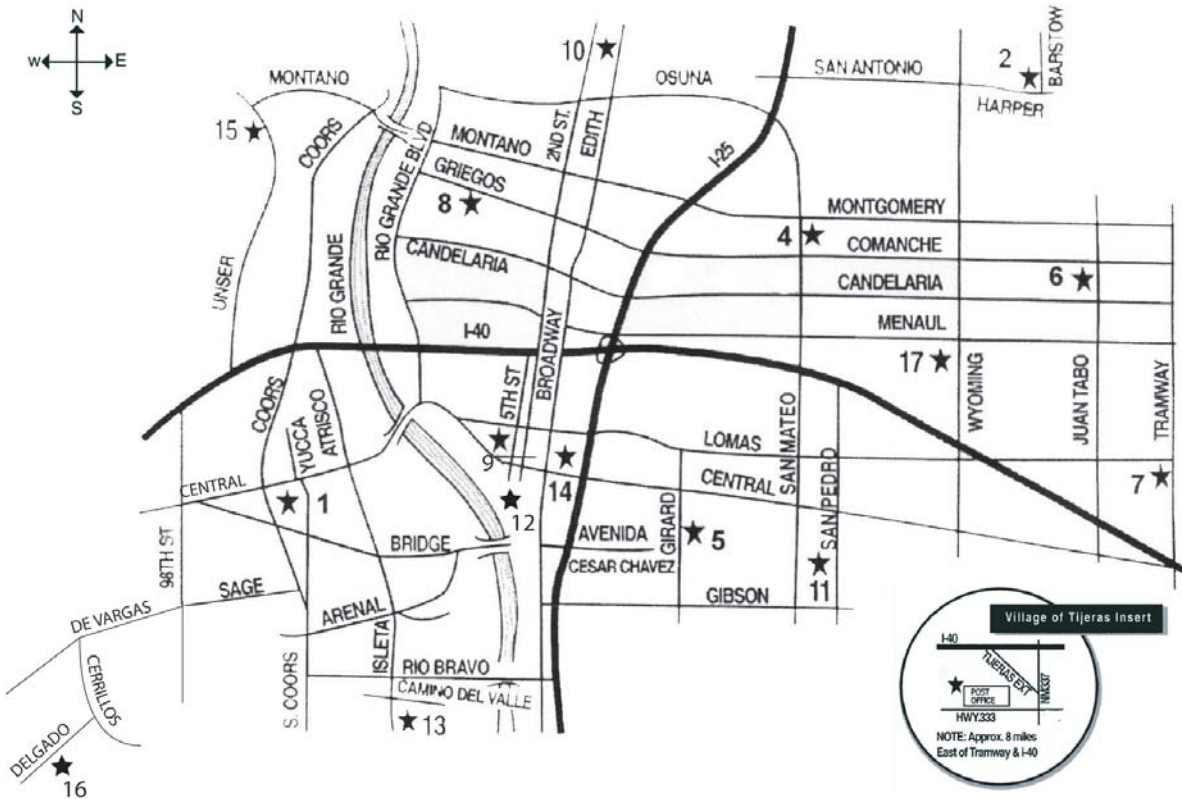 N
W E
S
MONTANO
OSUNA
SAN ANTONIO
2
BARSTOW
HARPER
10
15
COORS
RIO GRANDE BLVD
MONTANO
2ND ST.
EDITH
I-25
GRIEGOS
8
MONTGOMERY
4
COMANCHE
UNSER
RIO GRANDE
CANDELARIA
CANDELARIA
6
I-40
BROADWAY
MENAUL
17
COORS
YUCCA
ATRISCO
5TH ST
SAN MATEO
WYOMING
JUAN TABO
TRAMWAY
LOMAS
9
14
CENTRAL
7
CENTRAL
1
12
SAN PEDRO
98TH ST
BRIDGE
AVENIDA
CESAR CHAVEZ
GIRARD
5
11
SAGE
ARENAL
GIBSON
DE VARGAS
CERRILLOS
S. COORS
ISLETA
RIO BRAVO
CAMINO DEL VALLE
13
DELGADO
16
Village of Tijeras Insert
I-40
TIJERAS EXT
NM337
POST
OFFICE
HWY.333
NOTE: Approx. 8 miles
East of Tramway & I-40